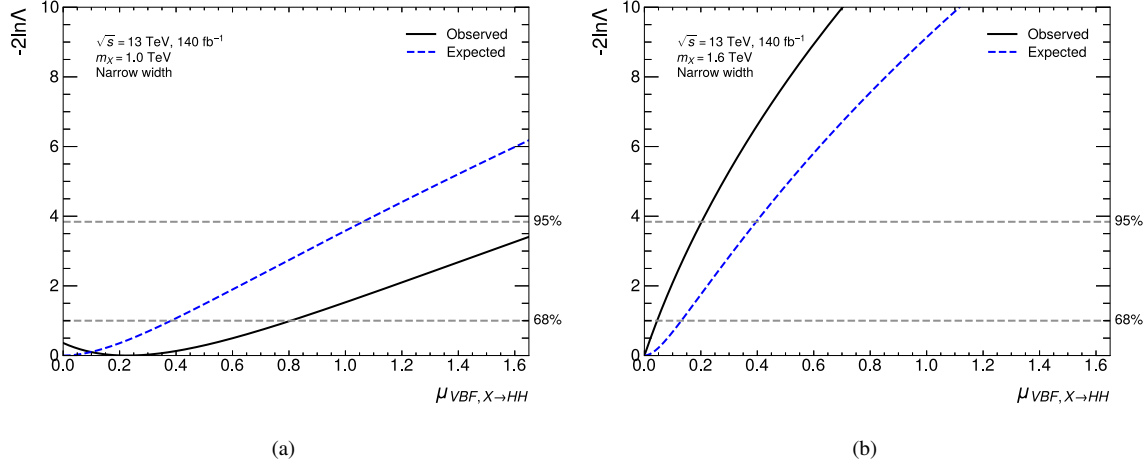 -2lnΛ
10
8
6
4
2
0
√s = 13 TeV, 140 fb⁻¹
m_X = 1.0 TeV
Narrow width
Observed
Expected
95%
68%
0.0 0.2 0.4 0.6 0.8 1.0 1.2 1.4 1.6
μ_VBF, X→HH
(a)
-2lnΛ
10
8
6
4
2
0
√s = 13 TeV, 140 fb⁻¹
m_X = 1.6 TeV
Narrow width
Observed
Expected
95%
68%
0.0 0.2 0.4 0.6 0.8 1.0 1.2 1.4 1.6
μ_VBF, X→HH
(b)